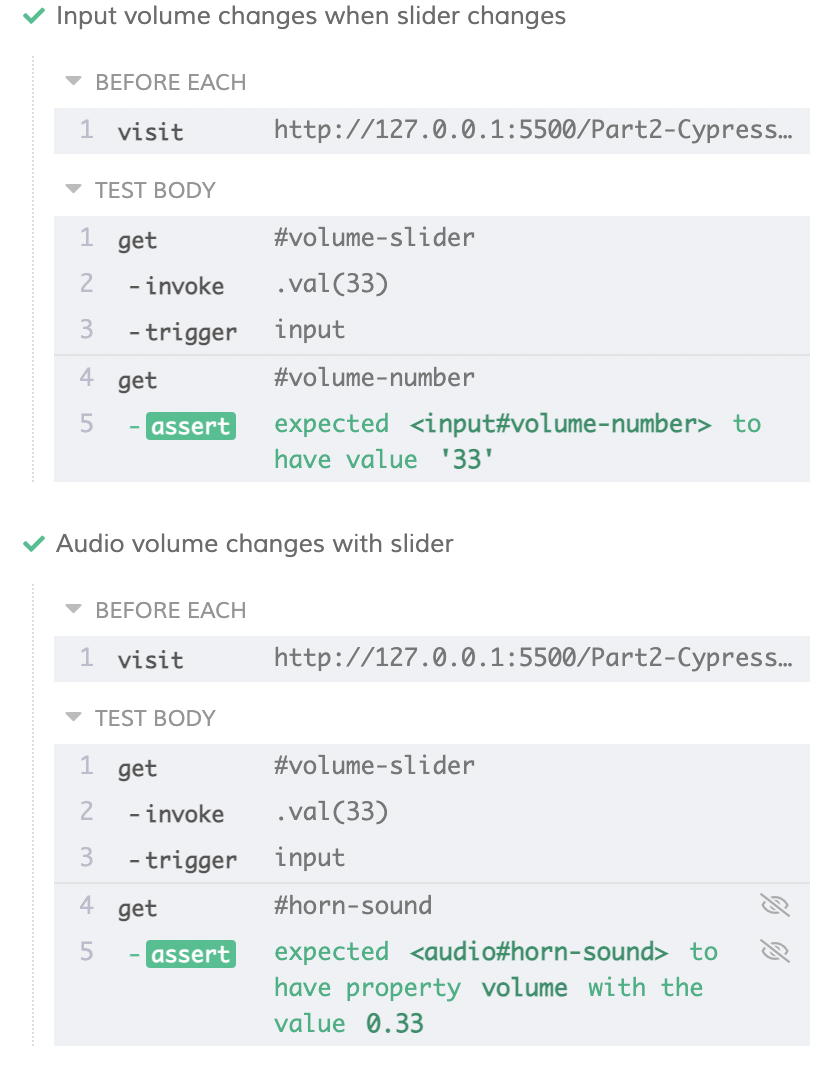 Input volume changes when slider changes
BEFORE EACH
1 visit http://127.0.0.1:5500/Part2-Cypress…
TEST BODY
1 get #volume-slider
2 -invoke .val(33)
3 -trigger input
4 get #volume-number
5 -assert expected <input#volume-number> to
have value '33'
Audio volume changes with slider
BEFORE EACH
1 visit http://127.0.0.1:5500/Part2-Cypress…
TEST BODY
1 get #volume-slider
2 -invoke .val(33)
3 -trigger input
4 get #horn-sound
5 -assert expected <audio#horn-sound> to
have property volume with the
value 0.33